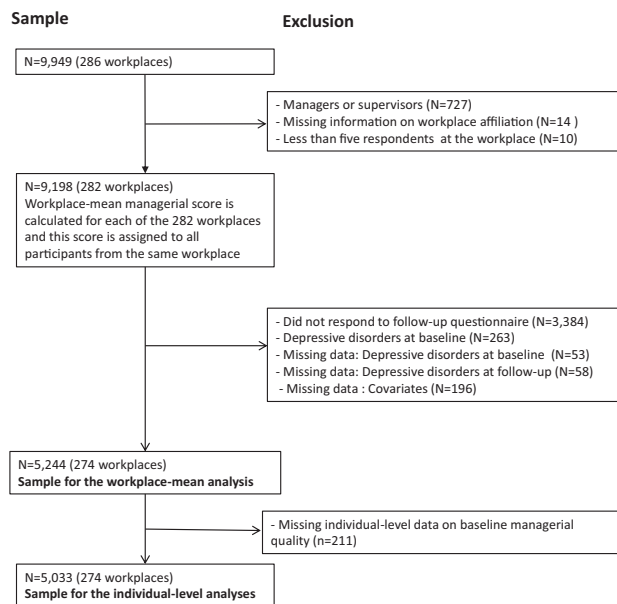 Sample
Exclusion
N=9,949 (286 workplaces)
- Managers or supervisors (N=727)
- Missing information on workplace affiliation (N=14 )
- Less than five respondents at the workplace (N=10)
N=9,198 (282 workplaces)
Workplace-mean managerial score is
calculated for each of the 282 workplaces
and this score is assigned to all
participants from the same workplace
- Did not respond to follow-up questionnaire (N=3,384)
- Depressive disorders at baseline (N=263)
- Missing data: Depressive disorders at baseline (N=53)
- Missing data: Depressive disorders at follow-up (N=58)
- Missing data : Covariates (N=196)
N=5,244 (274 workplaces)
Sample for the workplace-mean analysis
- Missing individual-level data on baseline managerial
quality (n=211)
N=5,033 (274 workplaces)
Sample for the individual-level analyses